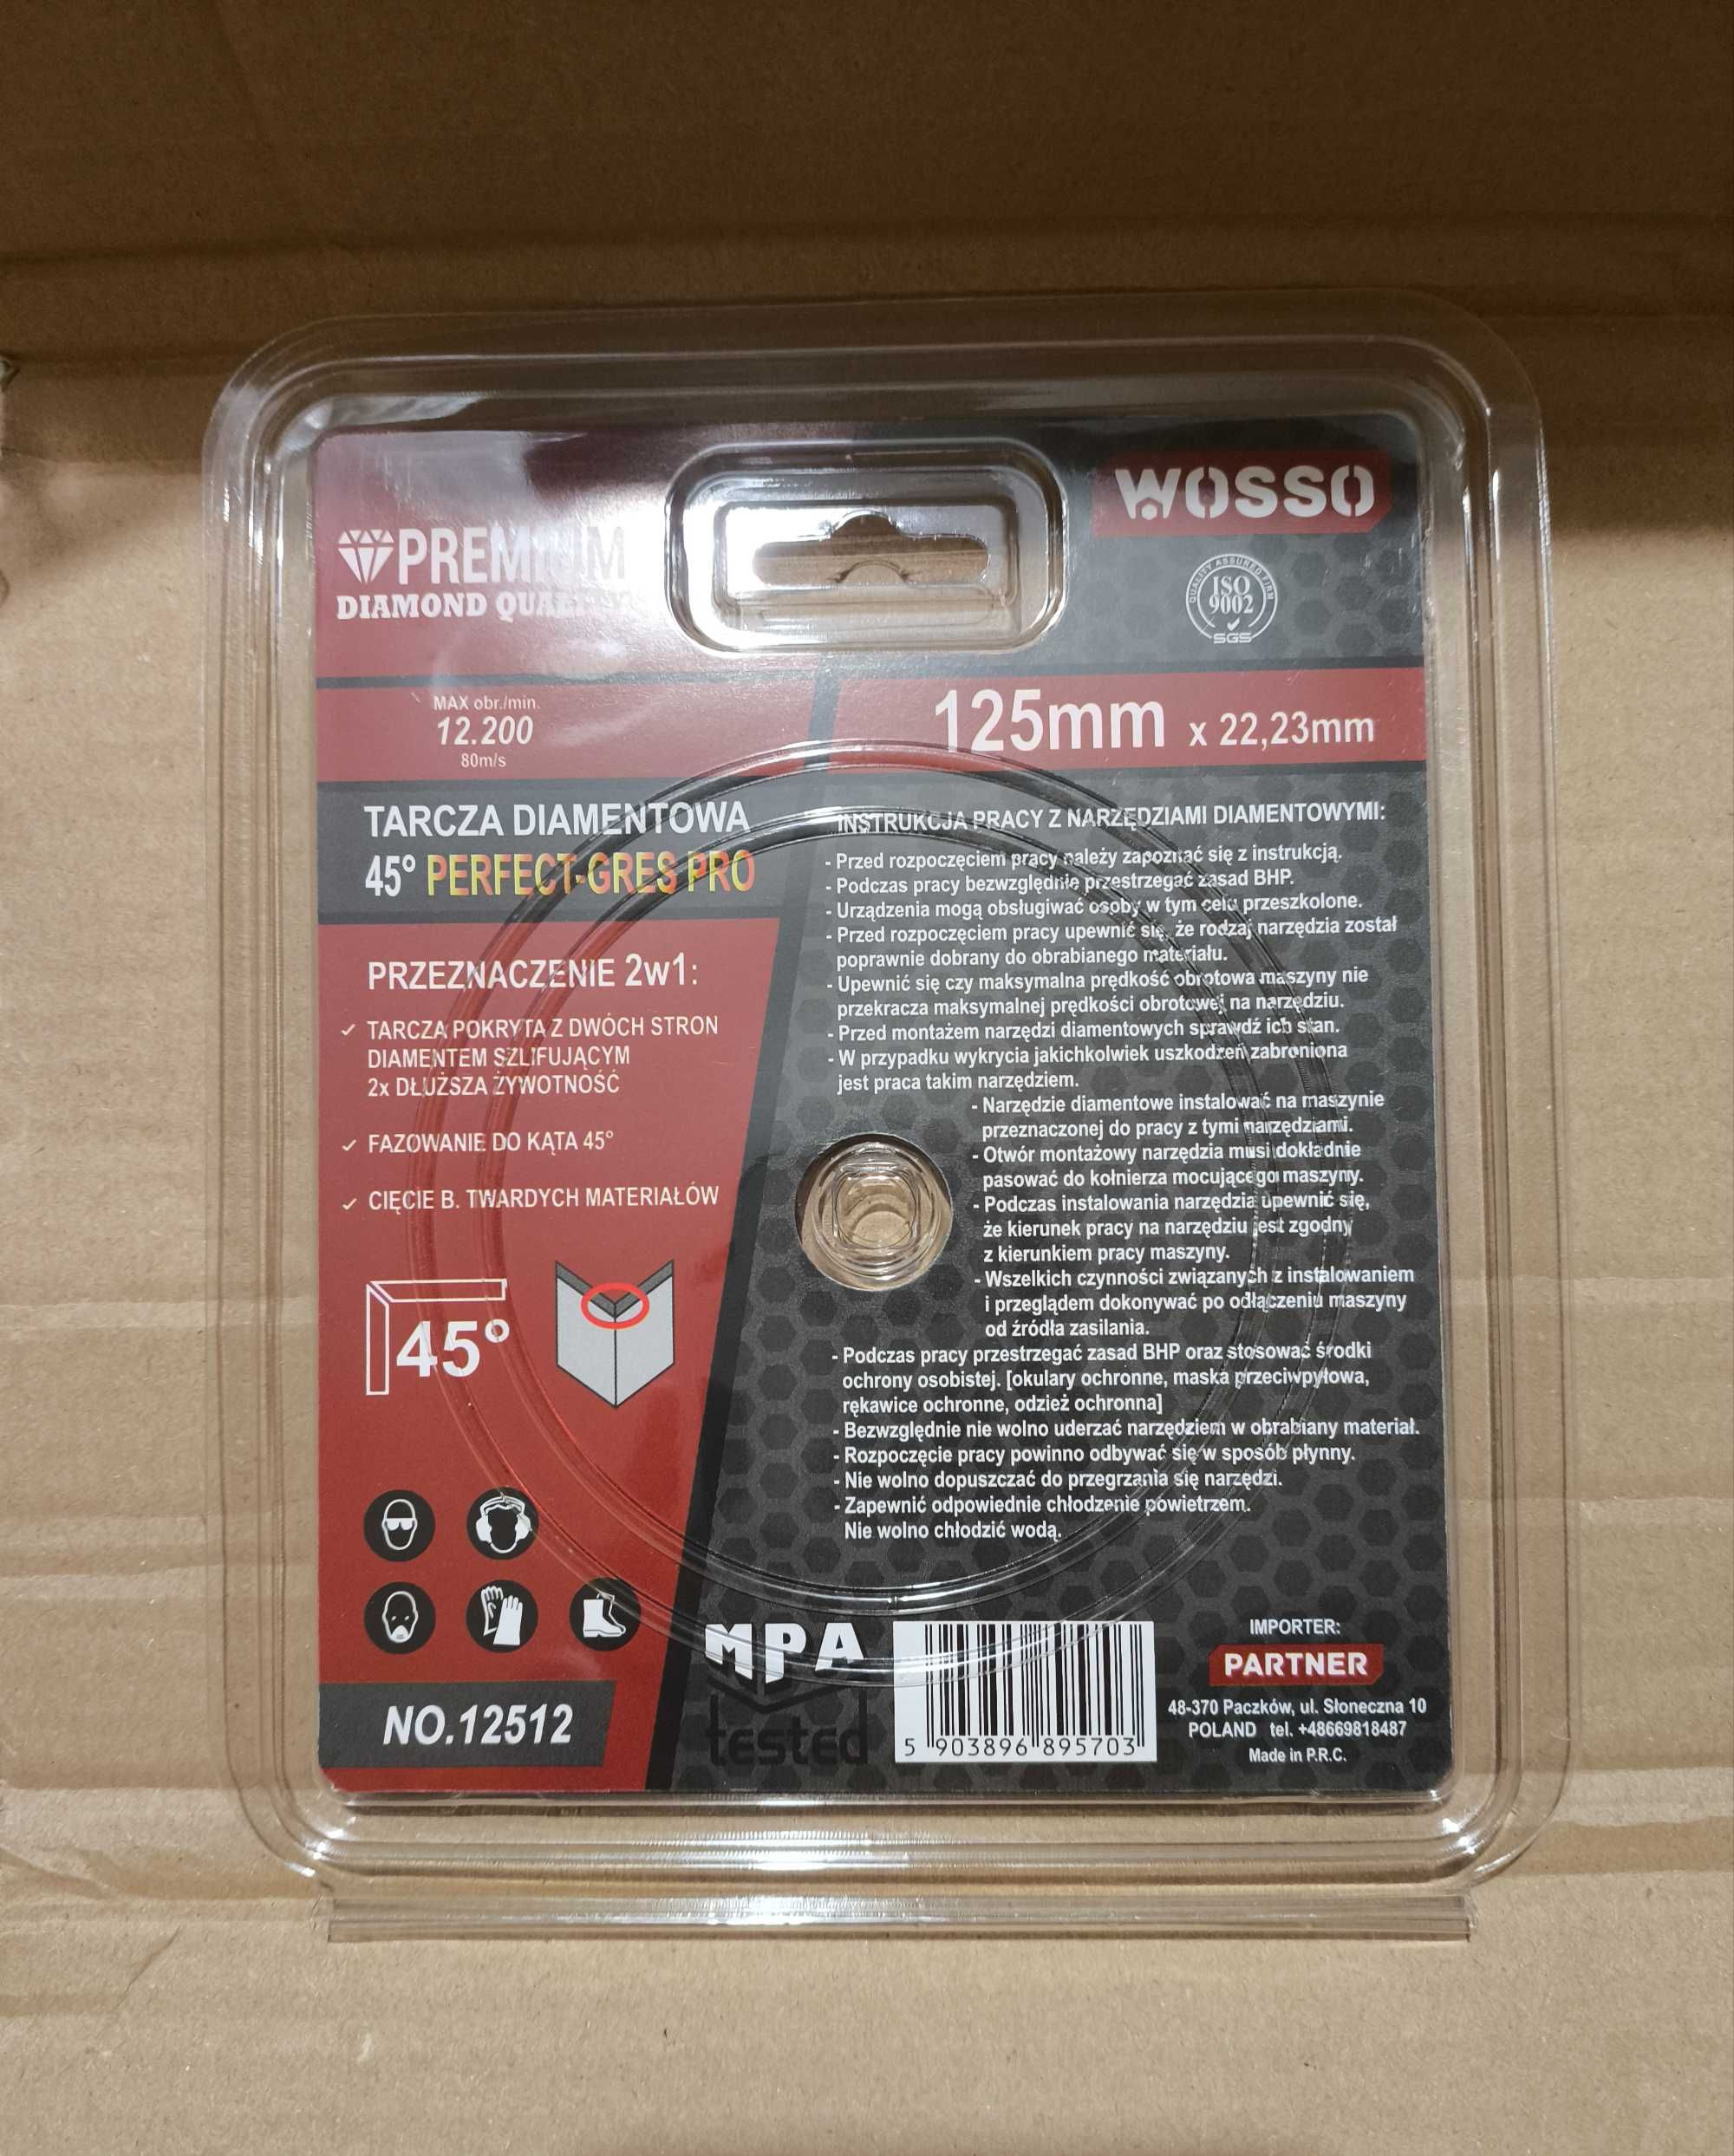 WOSSO
PREMIUM
DIAMOND QUALITY
QUALITY ASSURED FIRM
ISO
9002
SGS
MAX obr./min.
12.200
80m/s
125mm x 22,23mm
TARCZA DIAMENTOWA
45° PERFECT-GRES PRO
PRZEZNACZENIE 2w1:
TARCZA POKRYTA Z DWÓCH STRON
DIAMENTEM SZLIFUJĄCYM
2x DŁUŻSZA ŻYWOTNOŚĆ
FAZOWANIE DO KĄTA 45°
CIĘCIE B. TWARDYCH MATERIAŁÓW
45°
INSTRUKCJA PRACY Z NARZĘDZIAMI DIAMENTOWYMI:
- Przed rozpoczęciem pracy należy zapoznać się z instrukcją.
- Podczas pracy bezwzględnie przestrzegać zasad BHP.
- Urządzenia mogą obsługiwać osoby w tym celu przeszkolone.
- Przed rozpoczęciem pracy upewnić się, że rodzaj narzędzia został
poprawnie dobrany do obrabianego materiału.
- Upewnić się czy maksymalna prędkość obrotowa maszyny nie
przekracza maksymalnej prędkości obrotowej na narzędziu.
- Przed montażem narzędzi diamentowych sprawdź ich stan.
- W przypadku wykrycia jakichkolwiek uszkodzeń zabroniona
jest praca takim narzędziem.
- Narzędzie diamentowe instalować na maszynie
przeznaczonej do pracy z tymi narzędziami.
- Otwór montażowy narzędzia musi dokładnie
pasować do kołnierza mocującego maszyny.
- Podczas instalowania narzędzia upewnić się,
że kierunek pracy na narzędziu jest zgodny
z kierunkiem pracy maszyny.
- Wszelkich czynności związanych z instalowaniem
i przeglądem dokonywać po odłączeniu maszyny
od źródła zasilania.
- Podczas pracy przestrzegać zasad BHP oraz stosować środki
ochrony osobistej. [okulary ochronne, maska przeciwpyłowa,
rękawice ochronne, odzież ochronna]
- Bezwzględnie nie wolno uderzać narzędziem w obrabiany materiał.
- Rozpoczęcie pracy powinno odbywać się w sposób płynny.
- Nie wolno dopuszczać do przegrzania się narzędzi.
- Zapewnić odpowiednie chłodzenie powietrzem.
Nie wolno chłodzić wodą.
NO.12512
MPA
tested
5 903896 895703
IMPORTER:
PARTNER
48-370 Paczków, ul. Słoneczna 10
POLAND tel. +48669818487
Made in P.R.C.